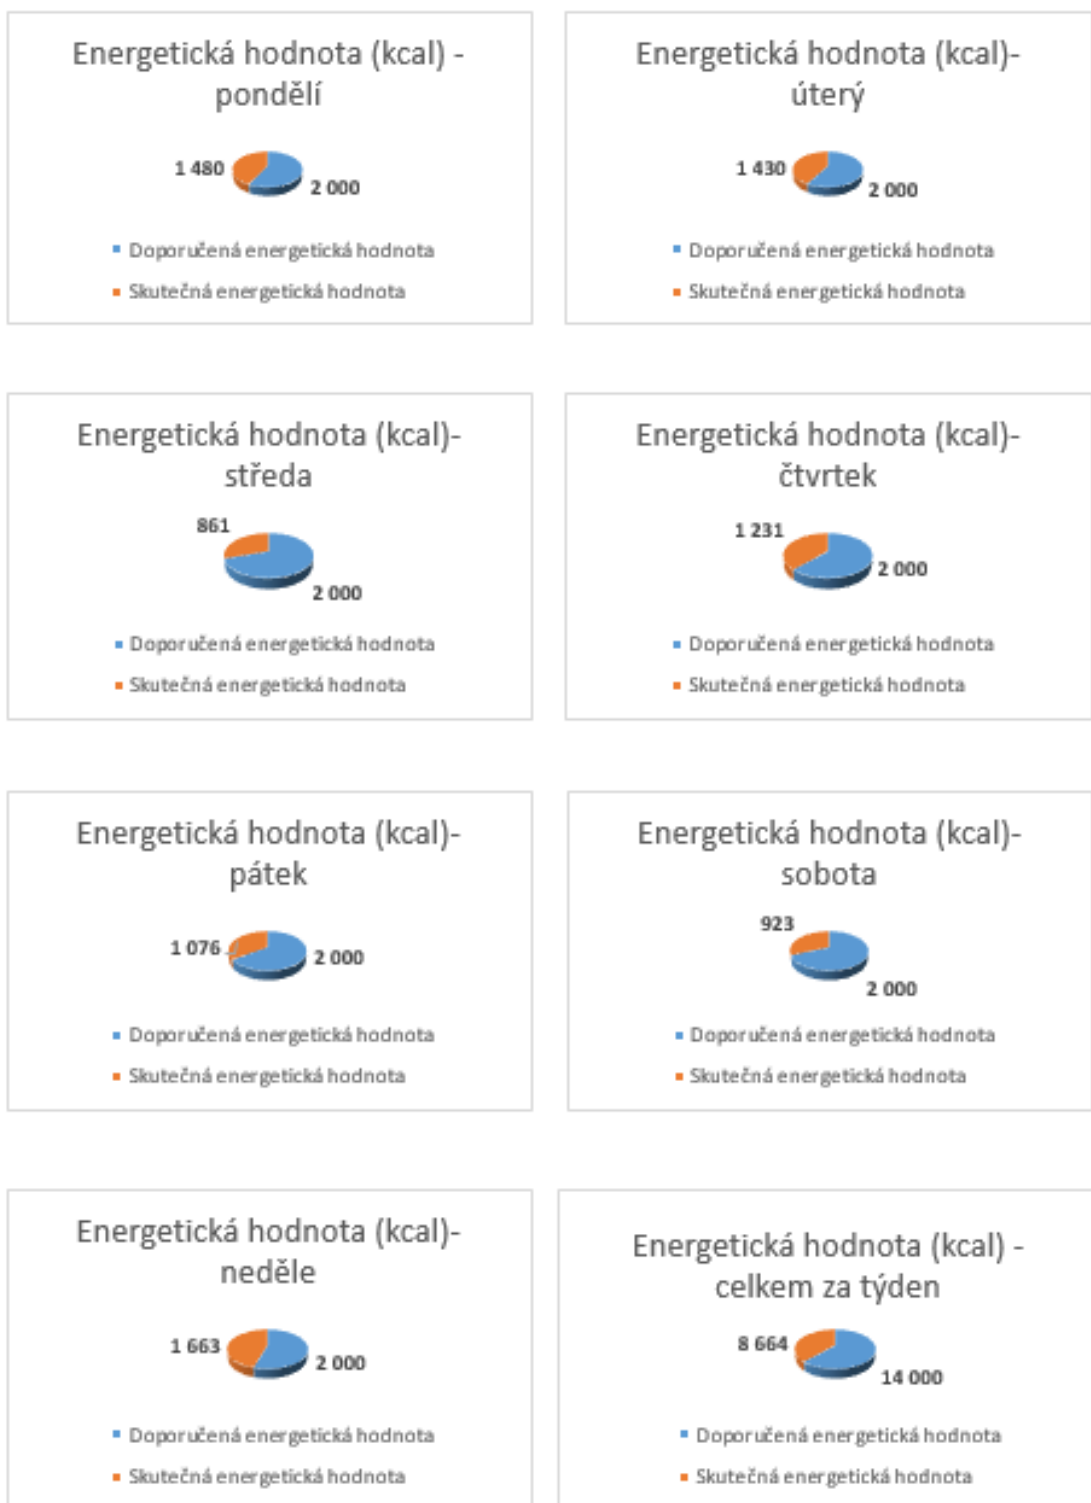 Energetická hodnota (kcal) -
pondělí
1 480
2 000
Doporučená energetická hodnota
Skutečná energetická hodnota
Energetická hodnota (kcal)-
úterý
1 430
2 000
Doporučená energetická hodnota
Skutečná energetická hodnota
Energetická hodnota (kcal)-
středa
861
2 000
Doporučená energetická hodnota
Skutečná energetická hodnota
Energetická hodnota (kcal)-
čtvrtek
1 231
2 000
Doporučená energetická hodnota
Skutečná energetická hodnota
Energetická hodnota (kcal)-
pátek
1 076
2 000
Doporučená energetická hodnota
Skutečná energetická hodnota
Energetická hodnota (kcal)-
sobota
923
2 000
Doporučená energetická hodnota
Skutečná energetická hodnota
Energetická hodnota (kcal)-
neděle
1 663
2 000
Doporučená energetická hodnota
Skutečná energetická hodnota
Energetická hodnota (kcal) -
celkem za týden
8 664
14 000
Doporučená energetická hodnota
Skutečná energetická hodnota